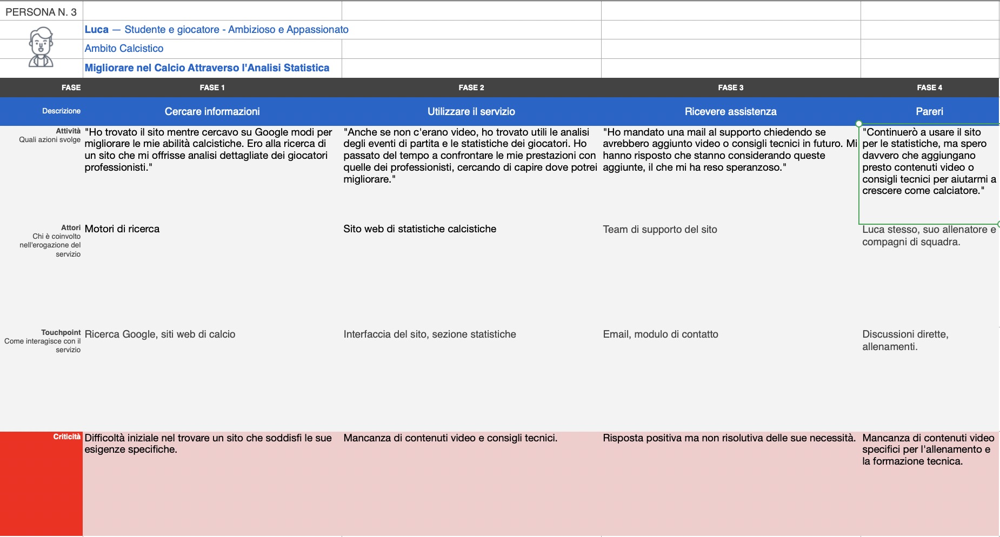 PERSONA N. 3
Luca — Studente e giocatore - Ambizioso e Appassionato
Ambito Calcistico
Migliorare nel Calcio Attraverso l'Analisi Statistica
FASE
FASE 1
FASE 2
FASE 3
FASE 4
Descrizione
Cercare informazioni
Utilizzare il servizio
Ricevere assistenza
Pareri
Attività
Quali azioni svolge
"Ho trovato il sito mentre cercavo su Google modi per
migliorare le mie abilità calcistiche. Ero alla ricerca di
un sito che mi offrisse analisi dettagliate dei giocatori
professionisti."
"Anche se non c'erano video, ho trovato utili le analisi
degli eventi di partita e le statistiche dei giocatori. Ho
passato del tempo a confrontare le mie prestazioni con
quelle dei professionisti, cercando di capire dove potrei
migliorare."
"Ho mandato una mail al supporto chiedendo se
avrebbero aggiunto video o consigli tecnici in futuro. Mi
hanno risposto che stanno considerando queste
aggiunte, il che mi ha reso speranzoso."
"Continuerò a usare il sito
per le statistiche, ma spero
davvero che aggiungano
presto contenuti video o
consigli tecnici per aiutarmi a
crescere come calciatore."
Attori
Chi è coinvolto
nell'erogazione del
servizio
Motori di ricerca
Sito web di statistiche calcistiche
Team di supporto del sito
Luca stesso, suo allenatore e
compagni di squadra.
Touchpoint
Come interagisce con il
servizio
Ricerca Google, siti web di calcio
Interfaccia del sito, sezione statistiche
Email, modulo di contatto
Discussioni dirette,
allenamenti.
Criticità
Difficoltà iniziale nel trovare un sito che soddisfi le sue
esigenze specifiche.
Mancanza di contenuti video e consigli tecnici.
Risposta positiva ma non risolutiva delle sue necessità.
Mancanza di contenuti video
specifici per l'allenamento e
la formazione tecnica.